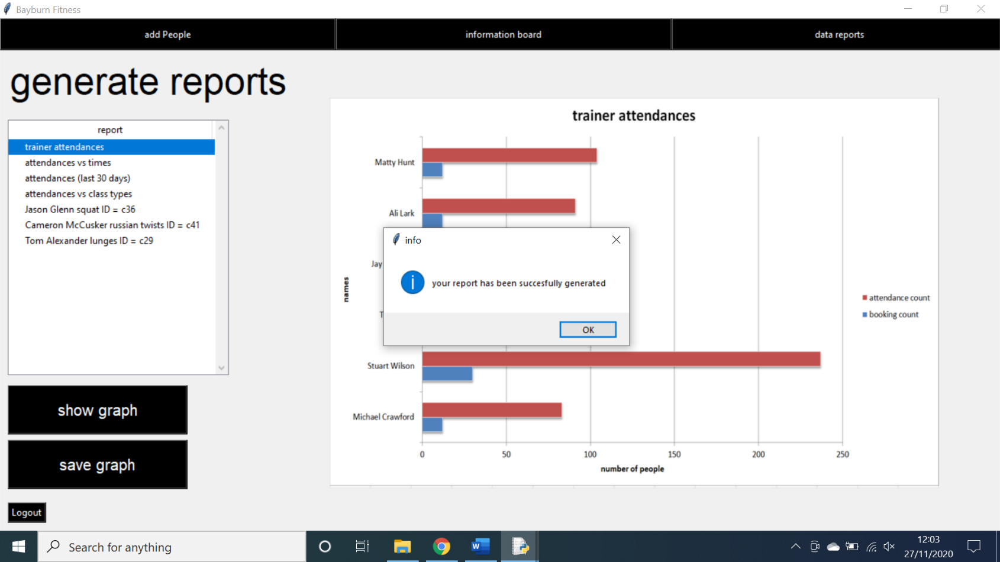 Bayburn Fitness
add People
information board
data reports
generate reports
report
trainer attendances
attendances vs times
attendances (last 30 days)
attendances vs class types
Jason Glenn squat ID = c36
Cameron McCusker russian twists ID = c41
Tom Alexander lunges ID = c29
show graph
save graph
Logout
trainer attendances
Matty Hunt
Ali Lark
Jay
names
Stuart Wilson
Michael Crawford
0 50 100 150 200 250
number of people
attendance count
booking count
info
your report has been succesfully generated
OK
Search for anything
12:03
27/11/2020